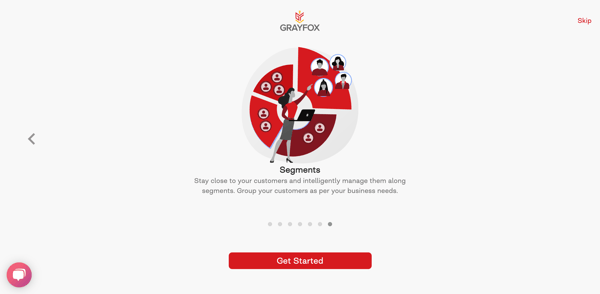 GRAYFOX
Skip
Segments
Stay close to your customers and intelligently manage them along
segments. Group your customers as per your business needs.
Get Started